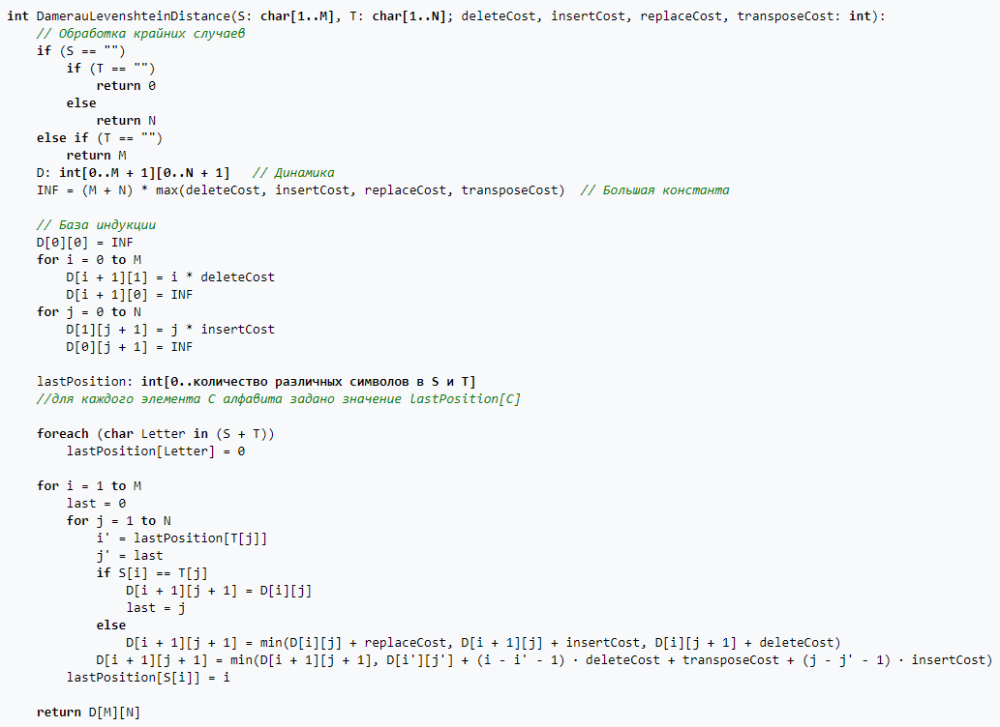 int DamerauLevenshteinDistance(S: char[1..M], T: char[1..N]; deleteCost, insertCost, replaceCost, transposeCost: int):
    // Обработка крайних случаев
    if (S == "")
        if (T == "")
            return 0
        else
            return N
    else if (T == "")
        return M
    D: int[0..M + 1][0..N + 1]   // Динамика
    INF = (M + N) * max(deleteCost, insertCost, replaceCost, transposeCost)  // Большая константа

    // База индукции
    D[0][0] = INF
    for i = 0 to M
        D[i + 1][1] = i * deleteCost
        D[i + 1][0] = INF
    for j = 0 to N
        D[1][j + 1] = j * insertCost
        D[0][j + 1] = INF

    lastPosition: int[0..количество различных символов в S и T]
    //для каждого элемента C алфавита задано значение lastPosition[C]

    foreach (char Letter in (S + T))
        lastPosition[Letter] = 0

    for i = 1 to M
        last = 0
        for j = 1 to N
            i' = lastPosition[T[j]]
            j' = last
            if S[i] == T[j]
                D[i + 1][j + 1] = D[i][j]
                last = j
            else
                D[i + 1][j + 1] = min(D[i][j] + replaceCost, D[i + 1][j] + insertCost, D[i][j + 1] + deleteCost)
            D[i + 1][j + 1] = min(D[i + 1][j + 1], D[i'][j'] + (i - i' - 1) · deleteCost + transposeCost + (j - j' - 1) · insertCost)
        lastPosition[S[i]] = i

    return D[M][N]